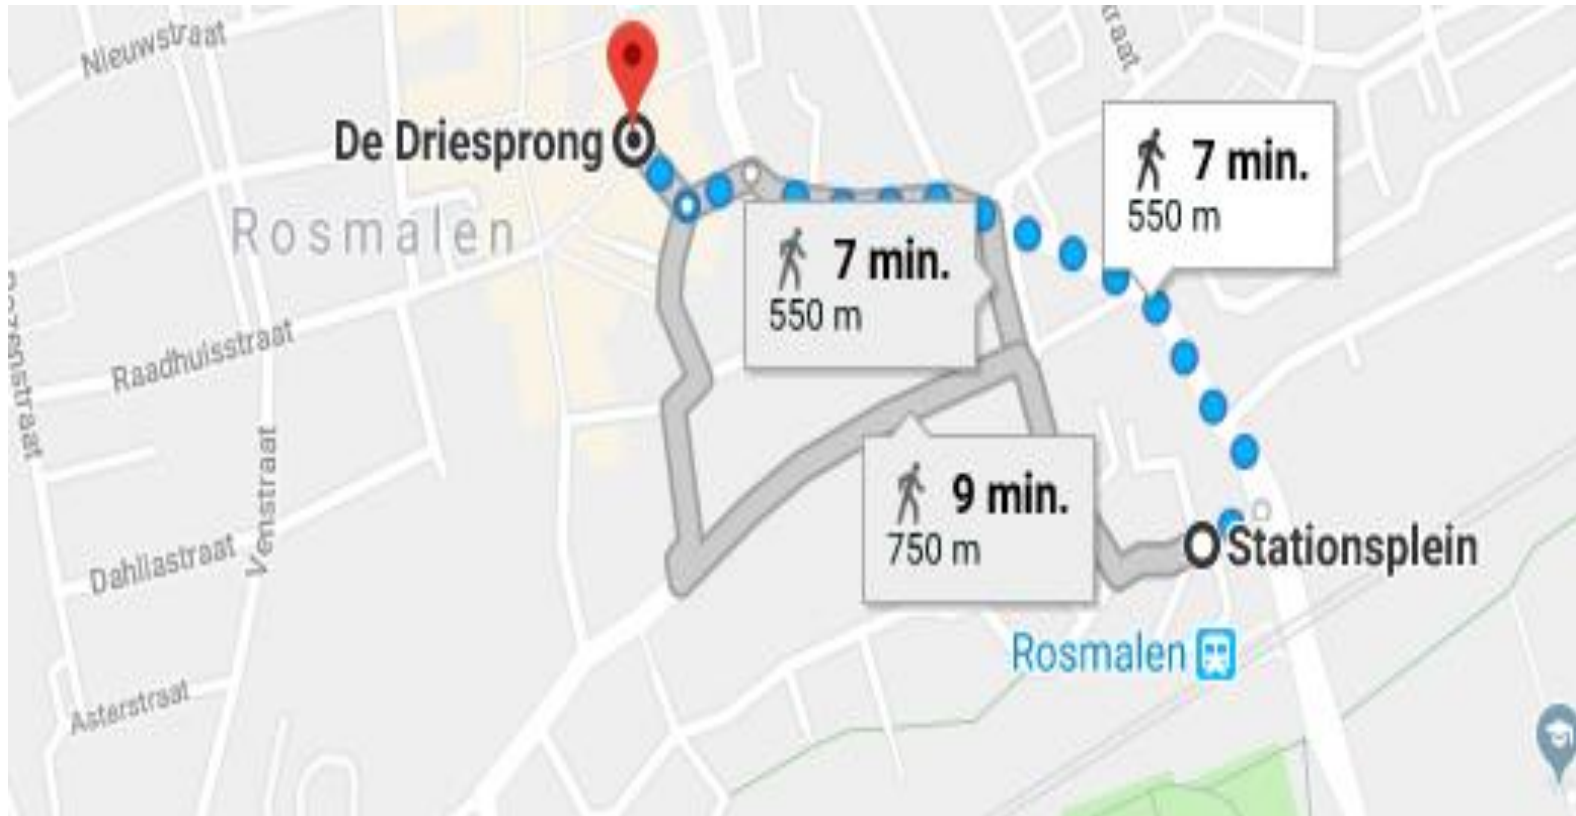 Nieuwstraat
raat
De Driesprong
7 min.
550 m
Rosmalen
7 min.
550 m
Raadhuisstraat
9 min.
750 m
Venstraat
Dahliastraat
Stationsplein
Rosmalen
Asterstraat